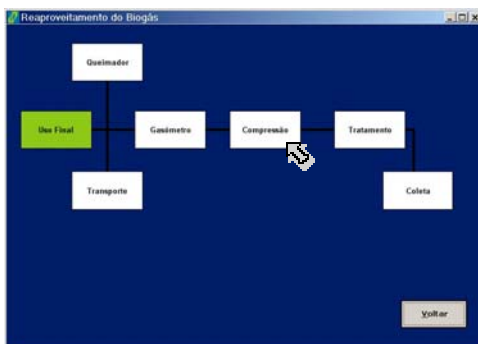 Reaproveitamento do Biogás
Queimador
Uso Final
Gasômetro
Compressão
Tratamento
Transporte
Coleta
Voltar